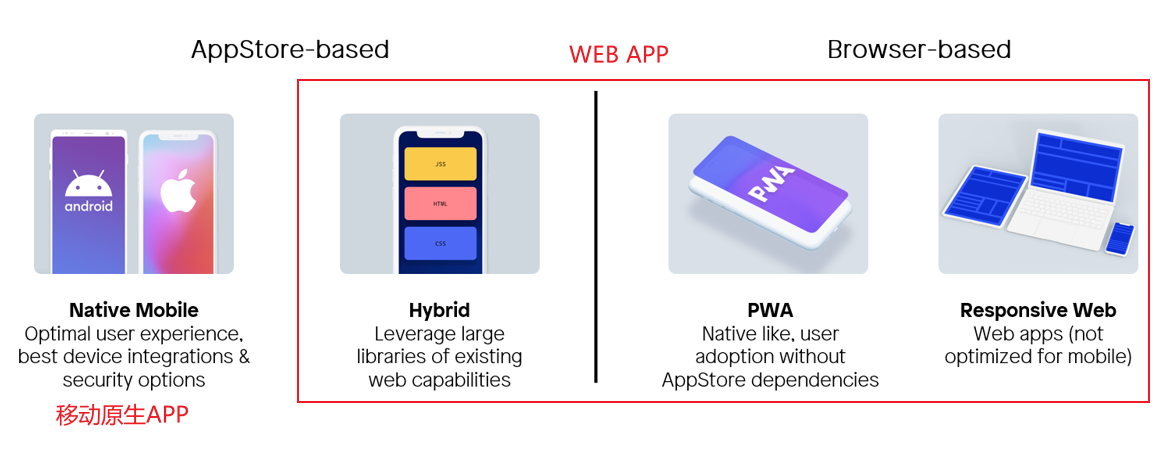 AppStore-based
WEB APP
Browser-based
android
JSS
HTML
CSS
PWA
Native Mobile
Optimal user experience,
best device integrations &
security options
移动原生APP
Hybrid
Leverage large
libraries of existing
web capabilities
PWA
Native like, user
adoption without
AppStore dependencies
Responsive Web
Web apps (not
optimized for mobile)